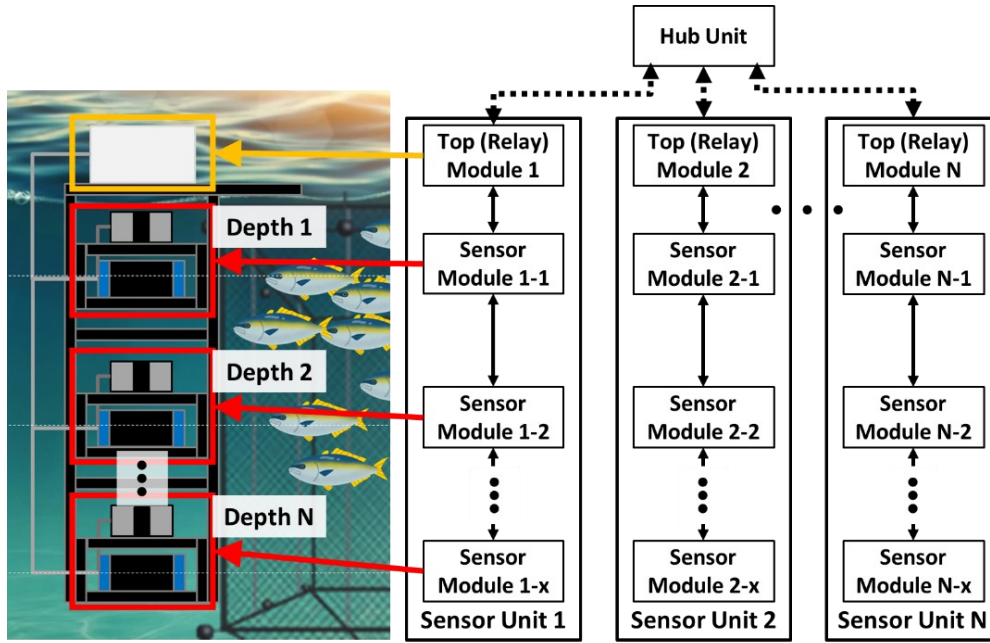 Hub Unit
Top (Relay)
Module 1
Top (Relay)
Module 2
Top (Relay)
Module N
Depth 1
Sensor
Module 1-1
Sensor
Module 2-1
Sensor
Module N-1
Depth 2
Sensor
Module 1-2
Sensor
Module 2-2
Sensor
Module N-2
Depth N
Sensor
Module 1-x
Sensor
Module 2-x
Sensor
Module N-x
Sensor Unit 1
Sensor Unit 2
Sensor Unit N